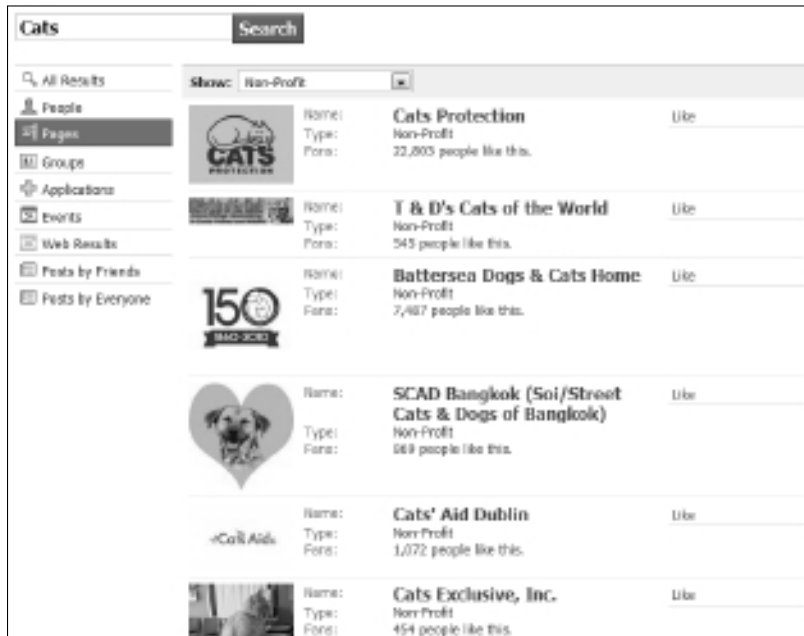 Cats
Search
All Results
People
Pages
Groups
Applications
Events
Web Results
Posts by Friends
Posts by Everyone
Show: Non-Profit
CATS
PROTECTION
Name: Cats Protection Like
Type: Non-Profit
Fans: 22,803 people like this.
Name: T & D's Cats of the World Like
Type: Non-Profit
Fans: 545 people like this.
150
Name: Battersea Dogs & Cats Home Like
Type: Non-Profit
Fans: 7,487 people like this.
Name: SCAD Bangkok (Soi/Street Like
Cats & Dogs of Bangkok)
Type: Non-Profit
Fans: 869 people like this.
Cats Aid
Name: Cats' Aid Dublin Like
Type: Non-Profit
Fans: 1,072 people like this.
Name: Cats Exclusive, Inc. Like
Type: Non-Profit
Fans: 454 people like this.